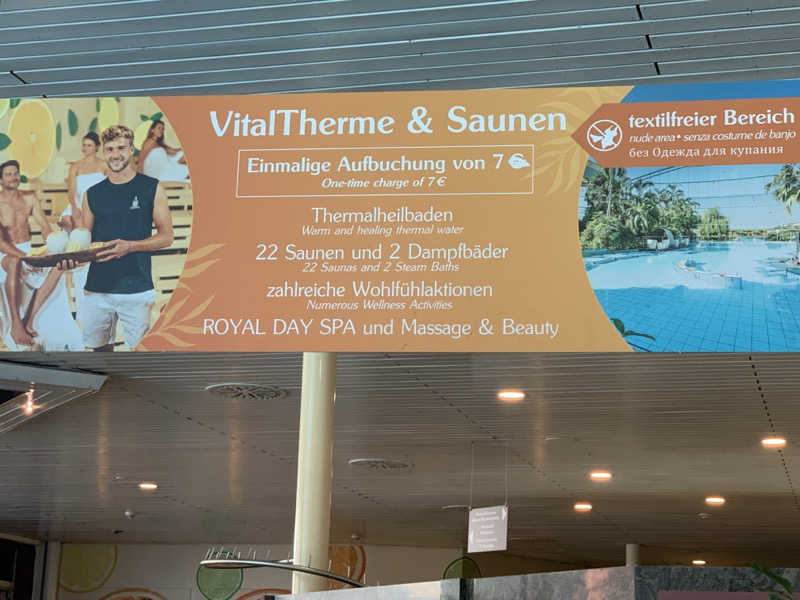 VitalTherme & Saunen
Einmalige Aufbuchung von 7
One-time charge of 7 €
Thermalheilbaden
Warm and healing thermal water
22 Saunen und 2 Dampfbäder
22 Saunas and 2 Steam Baths
zahlreiche Wohlfühlaktionen
Numerous Wellness Activities
ROYAL DAY SPA und Massage & Beauty
textilfreier Bereich
nude area • senza costume de banjo
без Одежда для купания